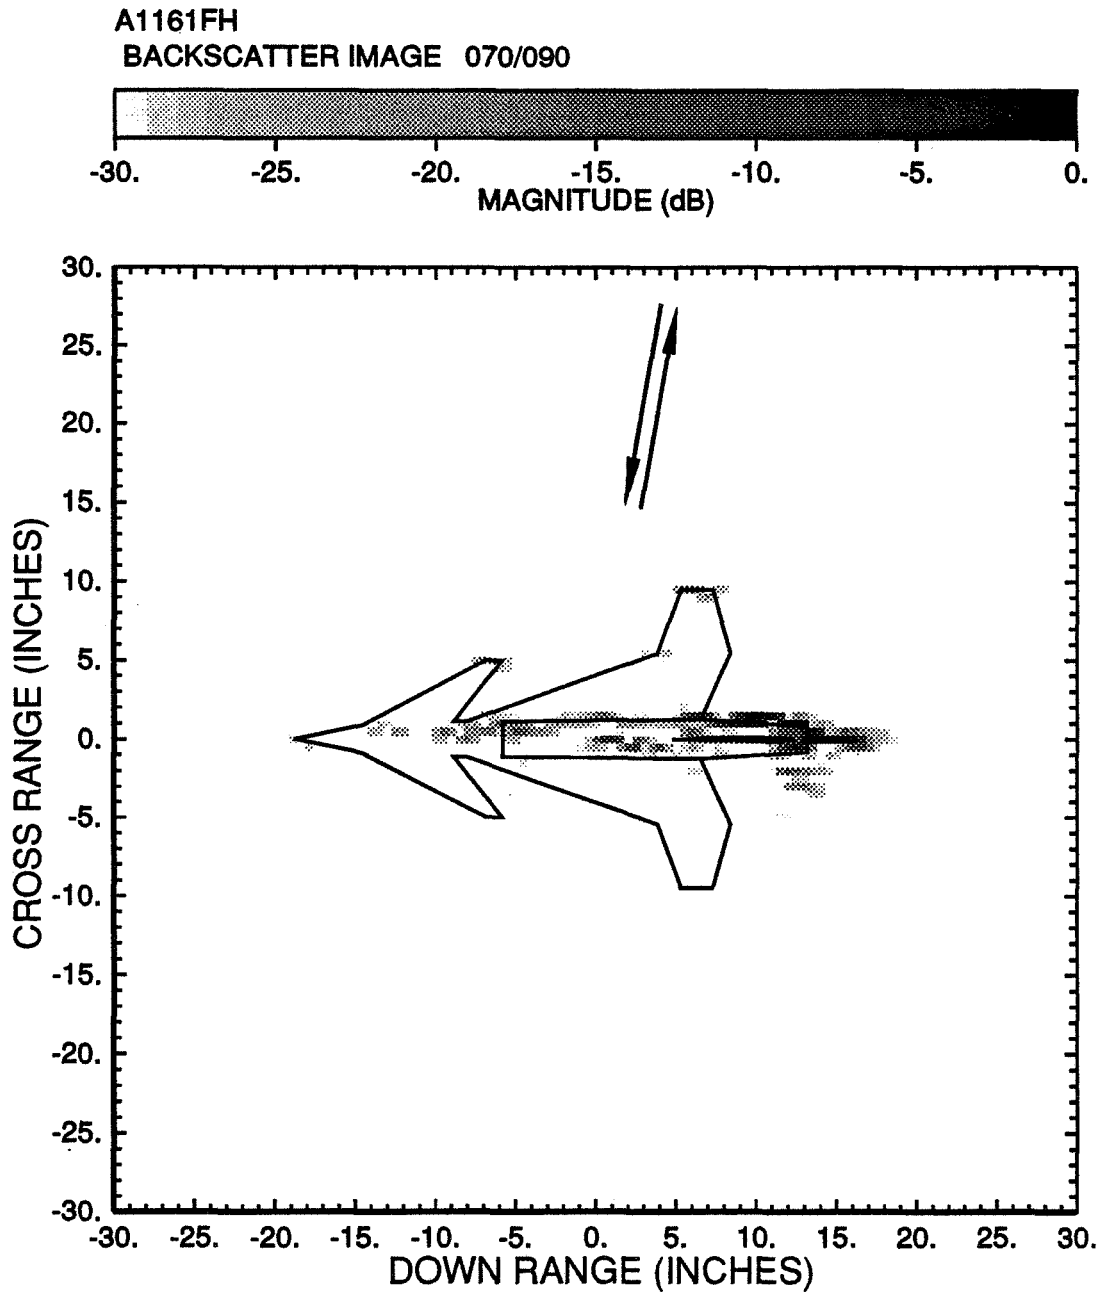 A1161FH
BACKSCATTER IMAGE 070/090
-30. -25. -20. -15. -10. -5. 0.
MAGNITUDE (dB)
30.
25.
20.
15.
10.
5.
0.
-5.
-10.
-15.
-20.
-25.
-30.
CROSS RANGE (INCHES)
-30. -25. -20. -15. -10. -5. 0. 5. 10. 15. 20. 25. 30.
DOWN RANGE (INCHES)